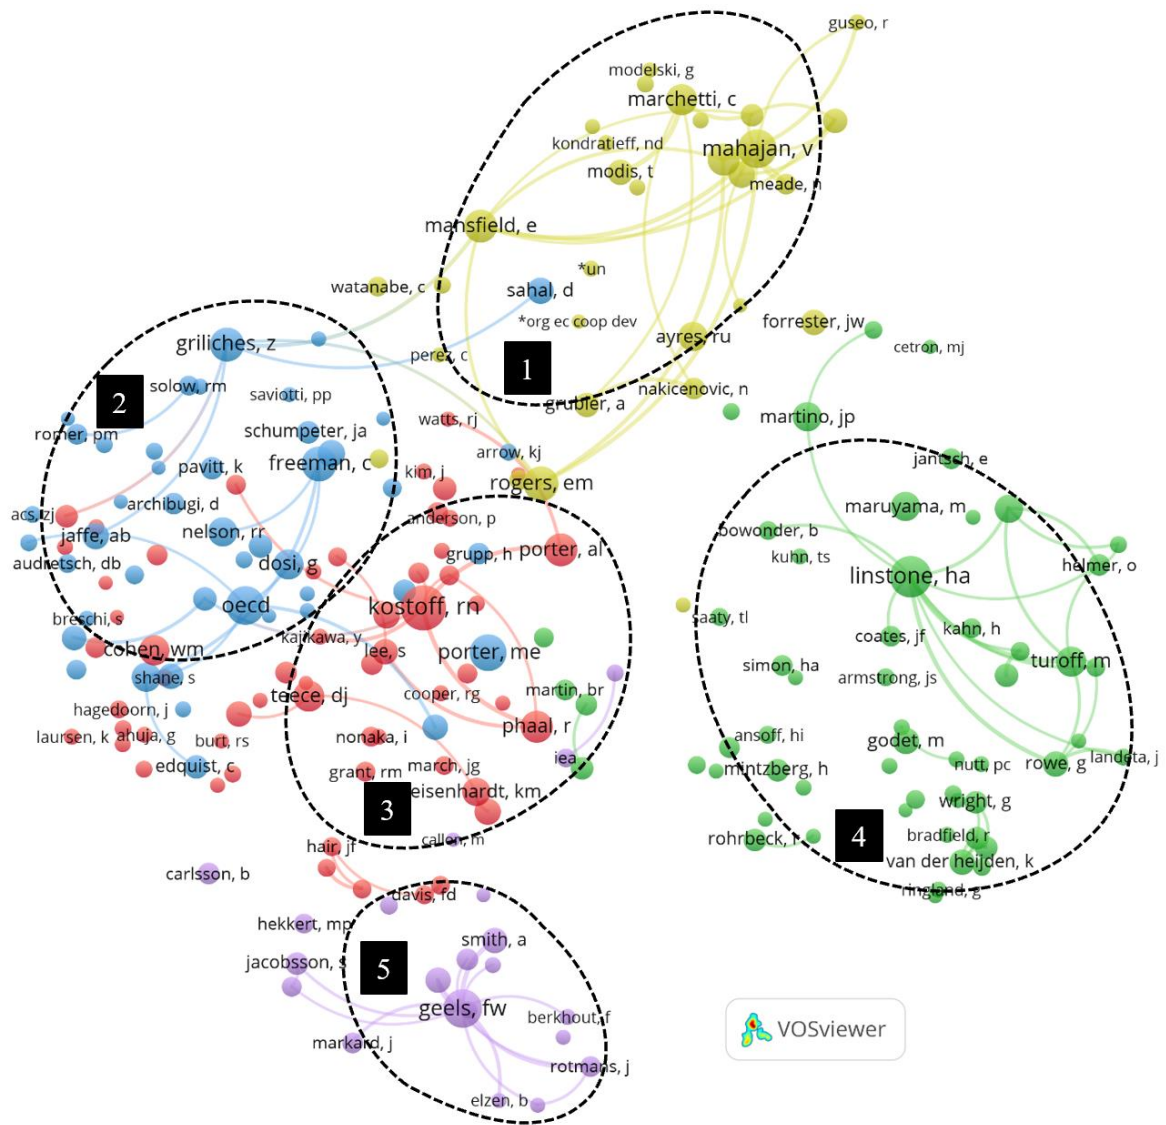 guseo, r
modelski, g
marchetti, c
kondratieff, nd
mahajan, v
modis, t
meade, n
mansfield, e
*un
watanabe, c
sahal, d
*org ec coop dev
forrester, jw
griliches, z
perez, c
ayres, ru
cetron, mj
1
solow, rm
saviotti, pp
nakicenovic, n
2
grubler, a
martino, jp
watts, rj
romer, pm
schumpeter, ja
arrow, kj
jantsch, e
pavitt, k
freeman, c
kim, j
rogers, em
archibugi, d
maruyama, m
acs, zj
anderson, p
nelson, rr
bowonder, b
jaffe, ab
grupp, h
porter, al
kuhn, ts
audretsch, db
dosi, g
linstone, ha
helmer, o
oecd
kostoff, rn
breschi, s
saaty, tl
kahn, h
kajikawa, y
coates, jf
cohen, wm
lee, s
porter, me
simon, ha
turoff, m
shane, s
armstrong, js
teece, dj
cooper, rg
martin, br
hagedoorn, j
phaal, r
laursen, k
ahuja, g
burt, rs
nonaka, i
ansoff, hi
godet, m
iea
landeta, j
edquist, c
grant, rm
march, jg
mintzberg, h
nutt, pc
rowe, g
eisenhardt, km
wright, g
3
4
callon, m
rohrbeck, r
bradfield, r
hair, jf
van der heijden, k
carlsson, b
davis, fd
ringland, g
hekkert, mp
smith, a
jacobsson, s
5
geels, fw
berkhout, f
markard, j
VOSviewer
rotmans, j
elzen, b